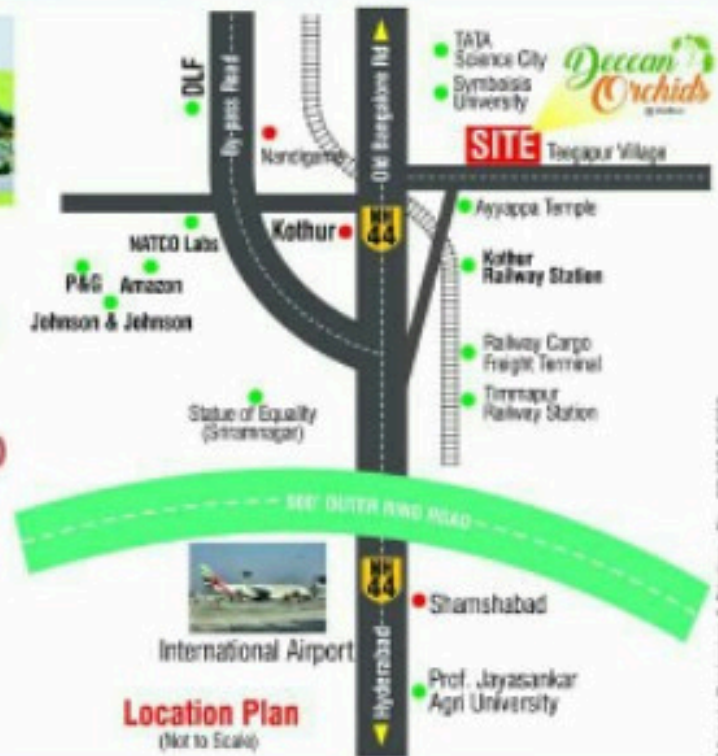 TATA
Science City
Symboisis
University
Deccan
Orchids
DLF
By-pass Road
Old Bangalore Rd
Nandigama
SITE
Teegapur Village
NH
44
Ayyappa Temple
Kothur
NATCO Labs
Kothur
Railway Station
P&G
Amazon
Johnson & Johnson
Railway Cargo
Freight Terminal
Timmapur
Railway Station
Statue of Equality
(Sriramnagar)
OUTER RING ROAD
NH
44
Shamshabad
International Airport
Hyderabad
Prof. Jayasankar
Agri University
Location Plan
(Not to Scale)